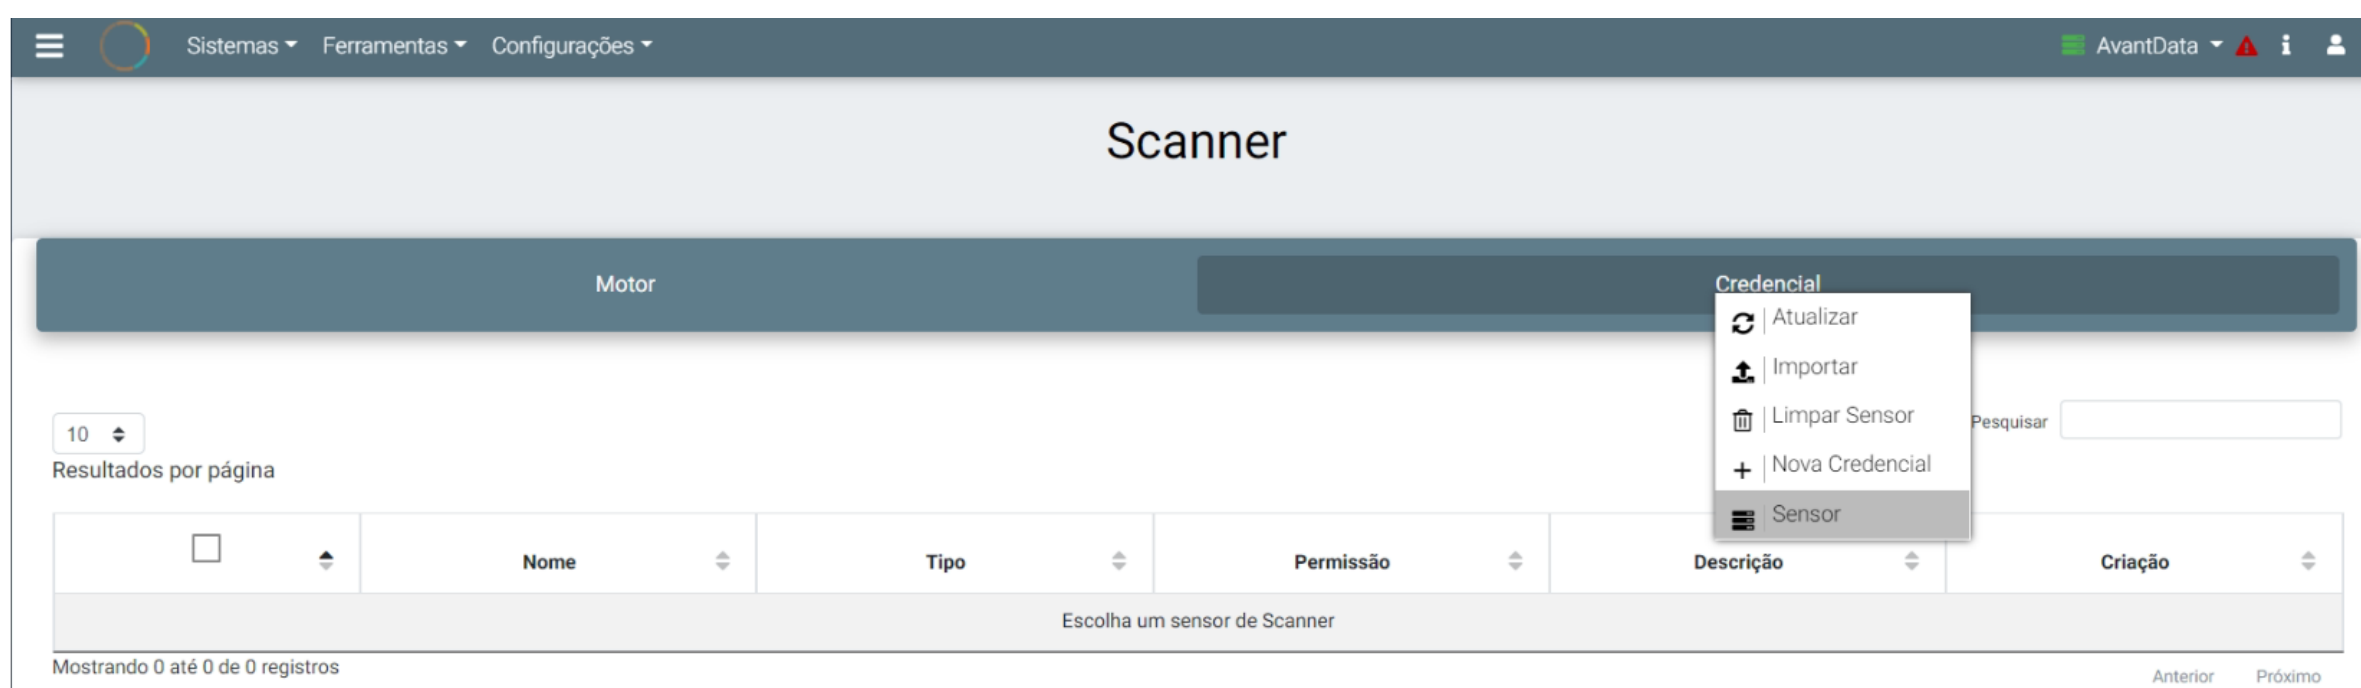 Sistemas Ferramentas Configurações AvantData
Scanner
Motor Credencial
Atualizar
Importar
Limpar Sensor
Nova Credencial
Sensor
10
Resultados por página
Pesquisar
Nome Tipo Permissão Descrição Criação
Escolha um sensor de Scanner
Mostrando 0 até 0 de 0 registros
Anterior Próximo